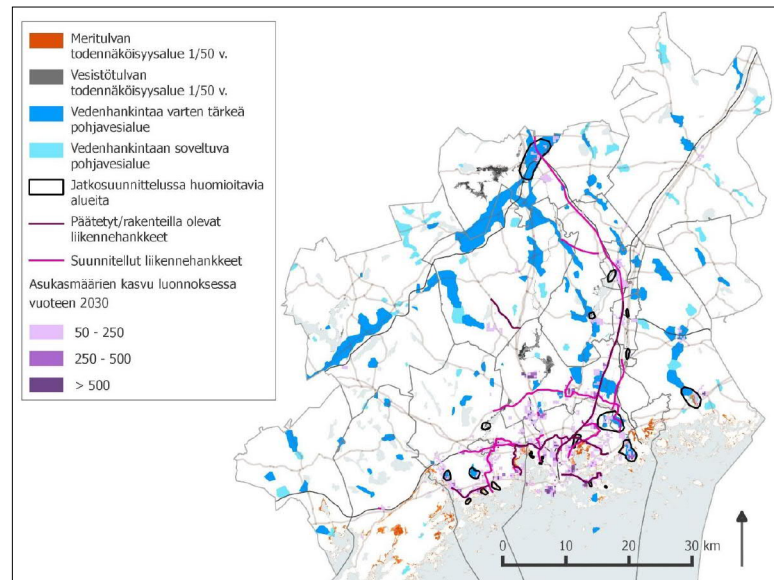 Meritulvan
todennäköisyysalue 1/50 v.
Vesistötulvan
todennäköisyysalue 1/50 v.
Vedenhankintaa varten tärkeä
pohjavesialue
Vedenhankintaan soveltuva
pohjavesialue
Jatkosuunnittelussa huomioitavia
alueita
Päätetyt/rakenteilla olevat
liikennehankkeet
Suunnitellut liikennehankkeet
Asukasmäärien kasvu luonnoksessa
vuoteen 2030
50 - 250
250 - 500
> 500
0 10 20 30 km